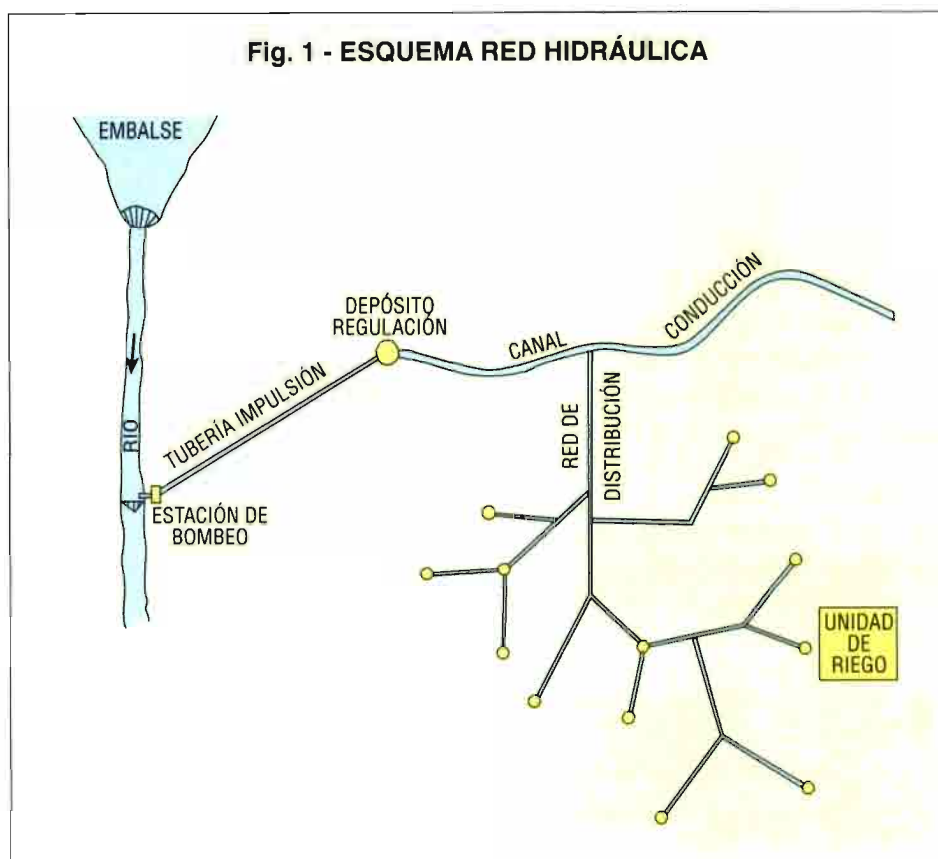 Fig. 1 - ESQUEMA RED HIDRÁULICA
EMBALSE
DEPÓSITO
REGULACIÓN
CANAL
CONDUCCIÓN
TUBERÍA IMPULSIÓN
RIO
ESTACIÓN DE
BOMBEO
RED DE
DISTRIBUCIÓN
UNIDAD
DE
RIEGO